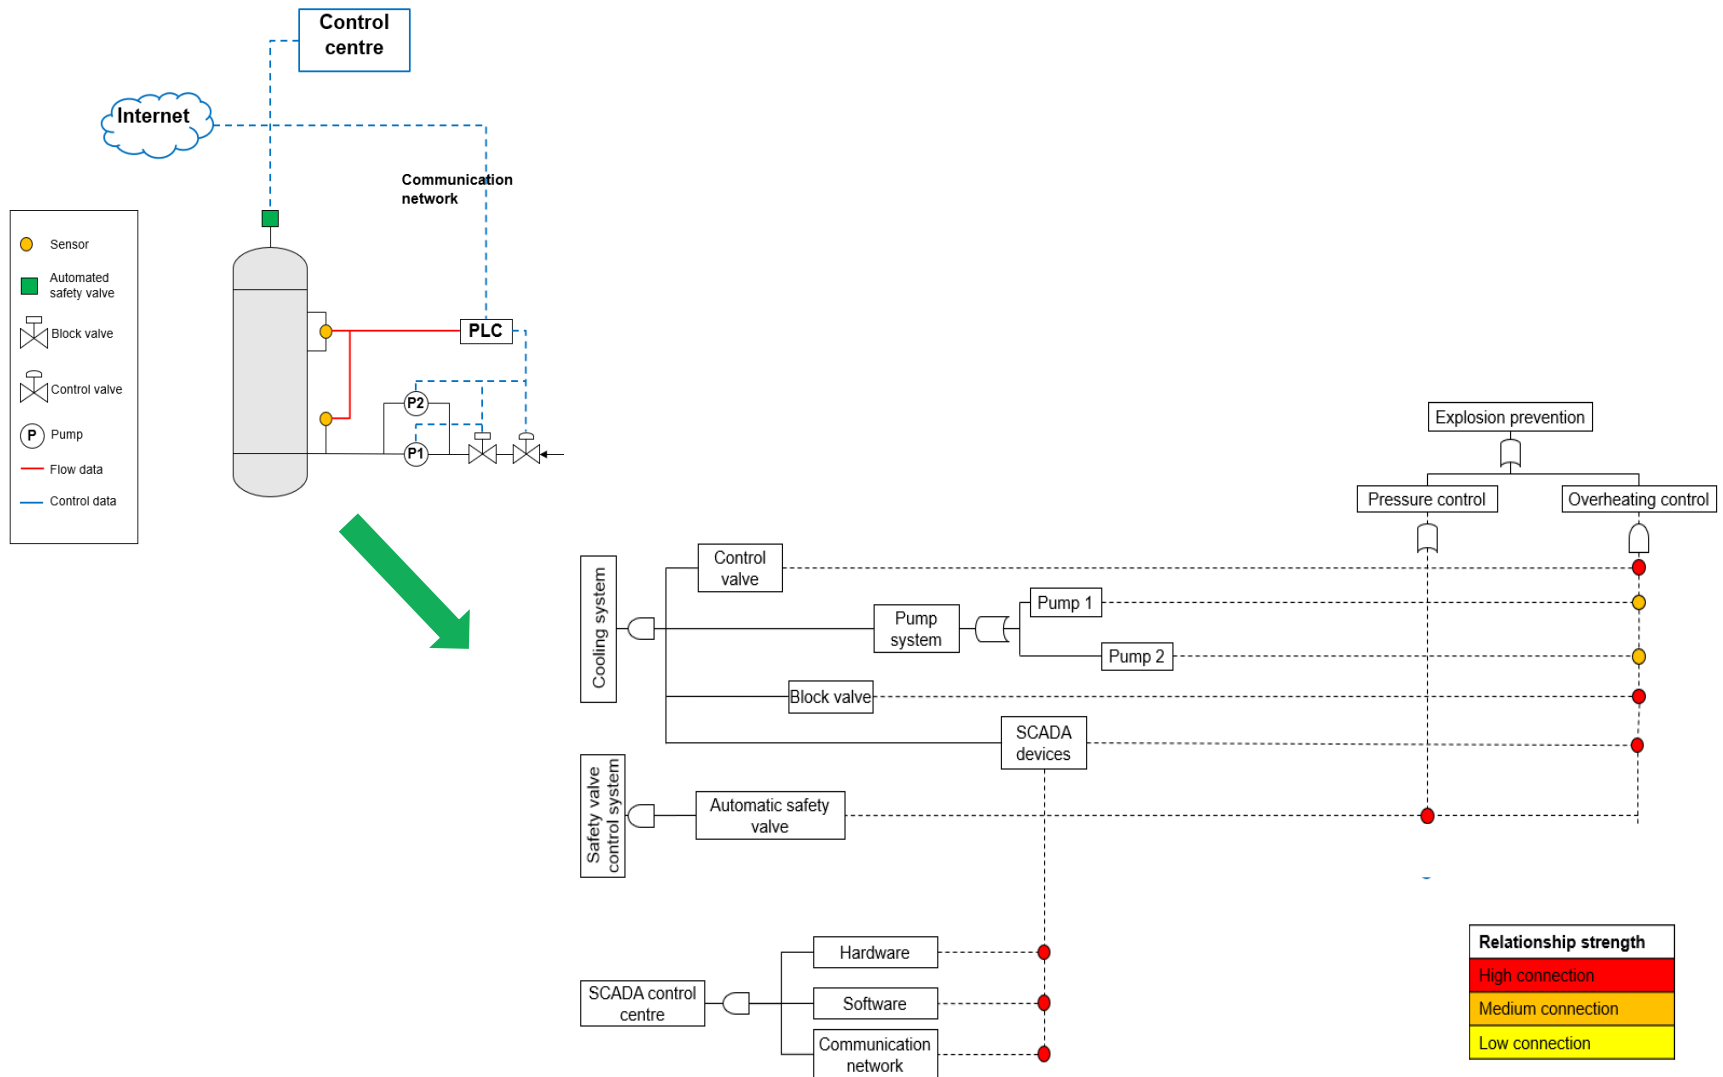 Control
centre
Internet
Communication
network
Sensor
Automated
safety valve
Block valve
Control valve
P
Pump
Flow data
Control data
PLC
P2
P1
Explosion prevention
Pressure control
Overheating control
Cooling system
Control
valve
Pump
system
Pump 1
Pump 2
Block valve
SCADA
devices
Safety valve
control system
Automatic safety
valve
SCADA control
centre
Hardware
Software
Communication
network
Relationship strength
High connection
Medium connection
Low connection